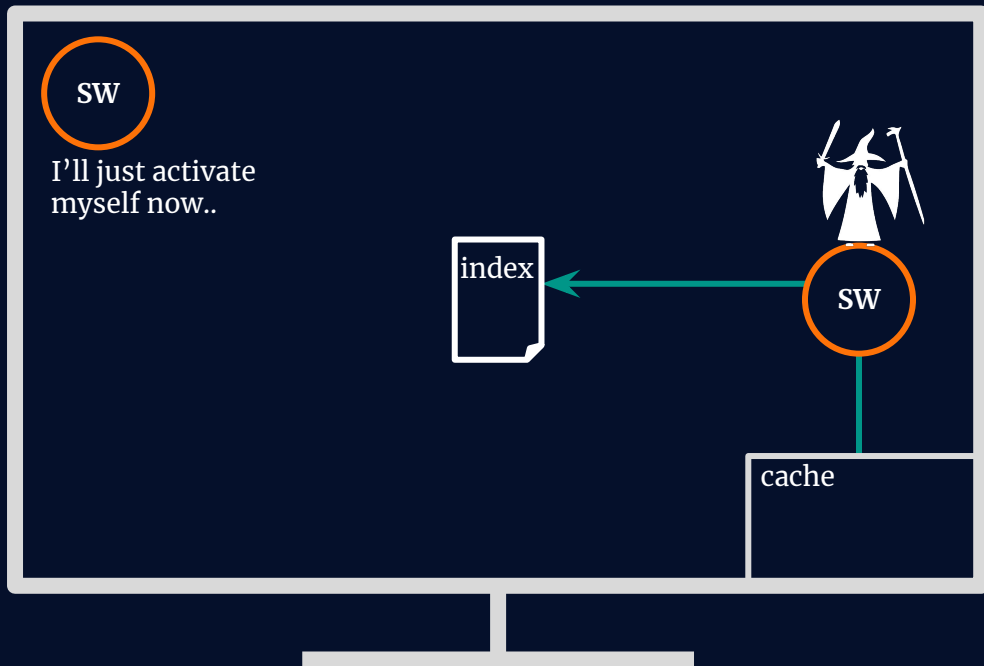 SW
I’ll just activate
myself now..
index
SW
cache